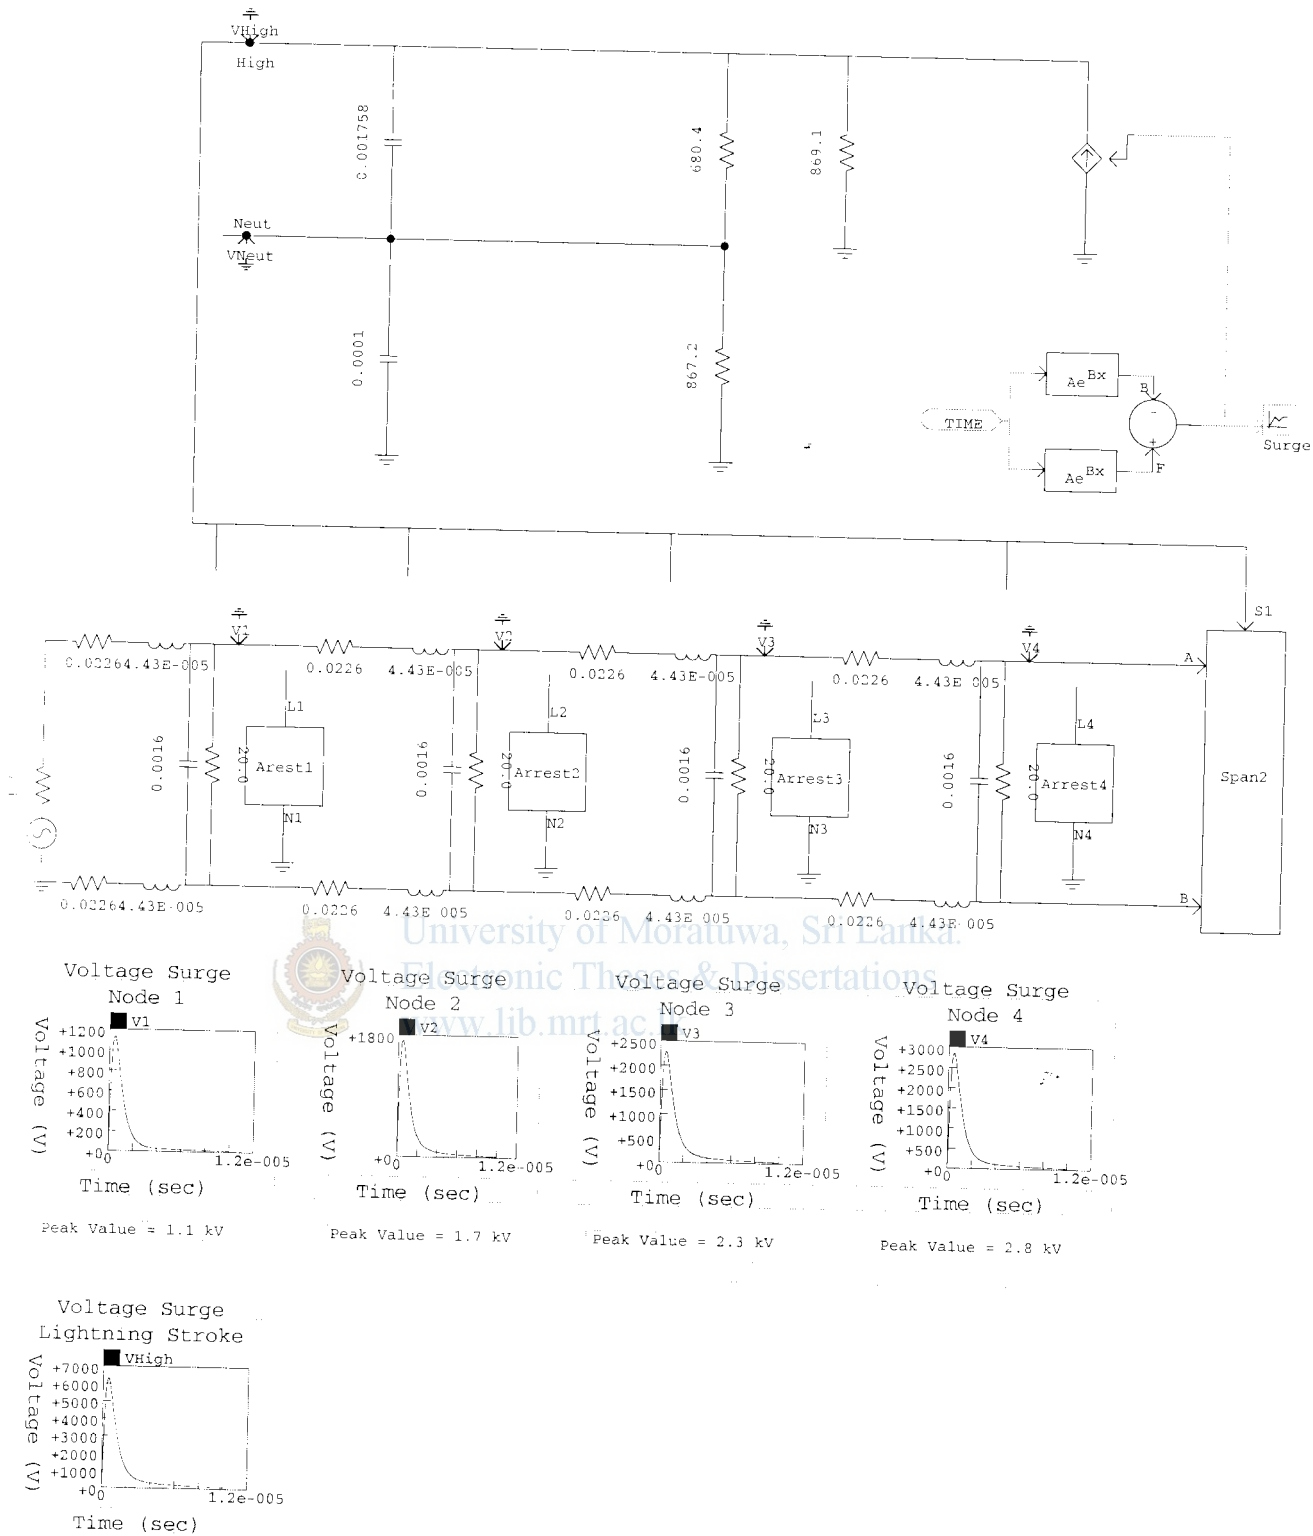 VHigh
High
0.001758
680.4
869.1
Neut
VNeut
0.0001
867.2
TIME
Ae^Bx
B
-
+
F
Ae^Bx
Surge
S1
V1
V2
V3
V4
0.0226 4.43E-005
0.0226 4.43E-005
0.0226 4.43E-005
0.0226 4.43E 005
A
L1
L2
L3
L4
0.0016
20.0
Arest1
0.0016
20.0
Arrest2
0.0016
20.0
Arrest3
0.0016
20.0
Arrest4
Span2
N1
N2
N3
N4
B
0.0226 4.43E-005
0.0226 4.43E 005
0.0226 4.43E-005
0.0226 4.43E-005
University of Moratuwa, Sri Lanka.
Electronic Theses & Dissertations
www.lib.mrt.ac.lk
Voltage Surge
Node 1
V1
Voltage (V)
+1200
+1000
+800
+600
+400
+200
+0
0
1.2e-005
Time (sec)
Peak Value = 1.1 kV
Voltage Surge
Node 2
V2
Voltage (V)
+1800
+0
0
1.2e-005
Time (sec)
Peak Value = 1.7 kV
Voltage Surge
Node 3
V3
Voltage (V)
+2500
+2000
+1500
+1000
+500
+0
0
1.2e-005
Time (sec)
Peak Value = 2.3 kV
Voltage Surge
Node 4
V4
Voltage (V)
+3000
+2500
+2000
+1500
+1000
+500
+0
0
1.2e-005
Time (sec)
Peak Value = 2.8 kV
Voltage Surge
Lightning Stroke
VHigh
Voltage (V)
+7000
+6000
+5000
+4000
+3000
+2000
+1000
+0
0
1.2e-005
Time (sec)